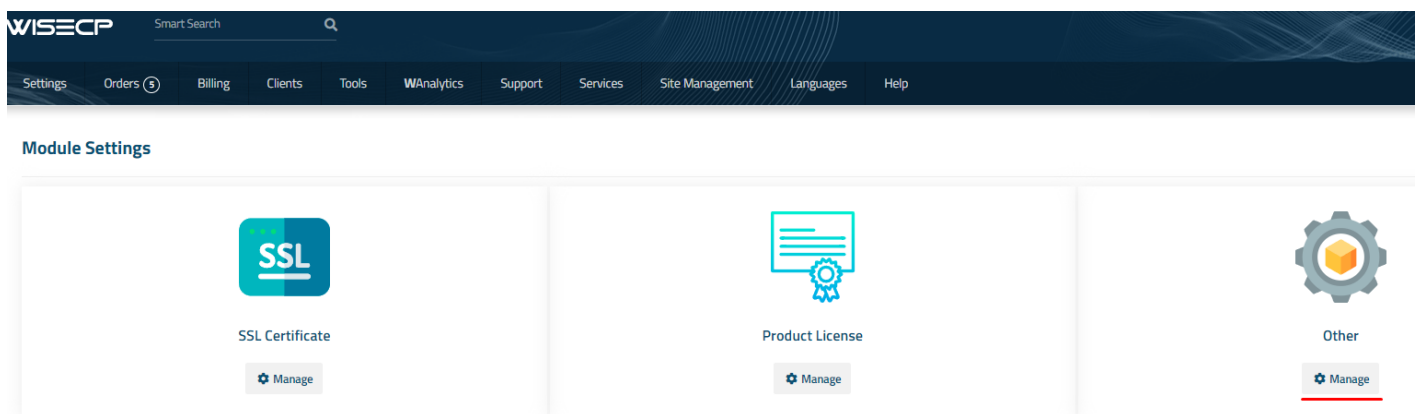 WISECP Smart Search
Settings Orders 5 Billing Clients Tools WAnalytics Support Services Site Management Languages Help
Module Settings
SSL
SSL Certificate Product License Other
Manage Manage Manage